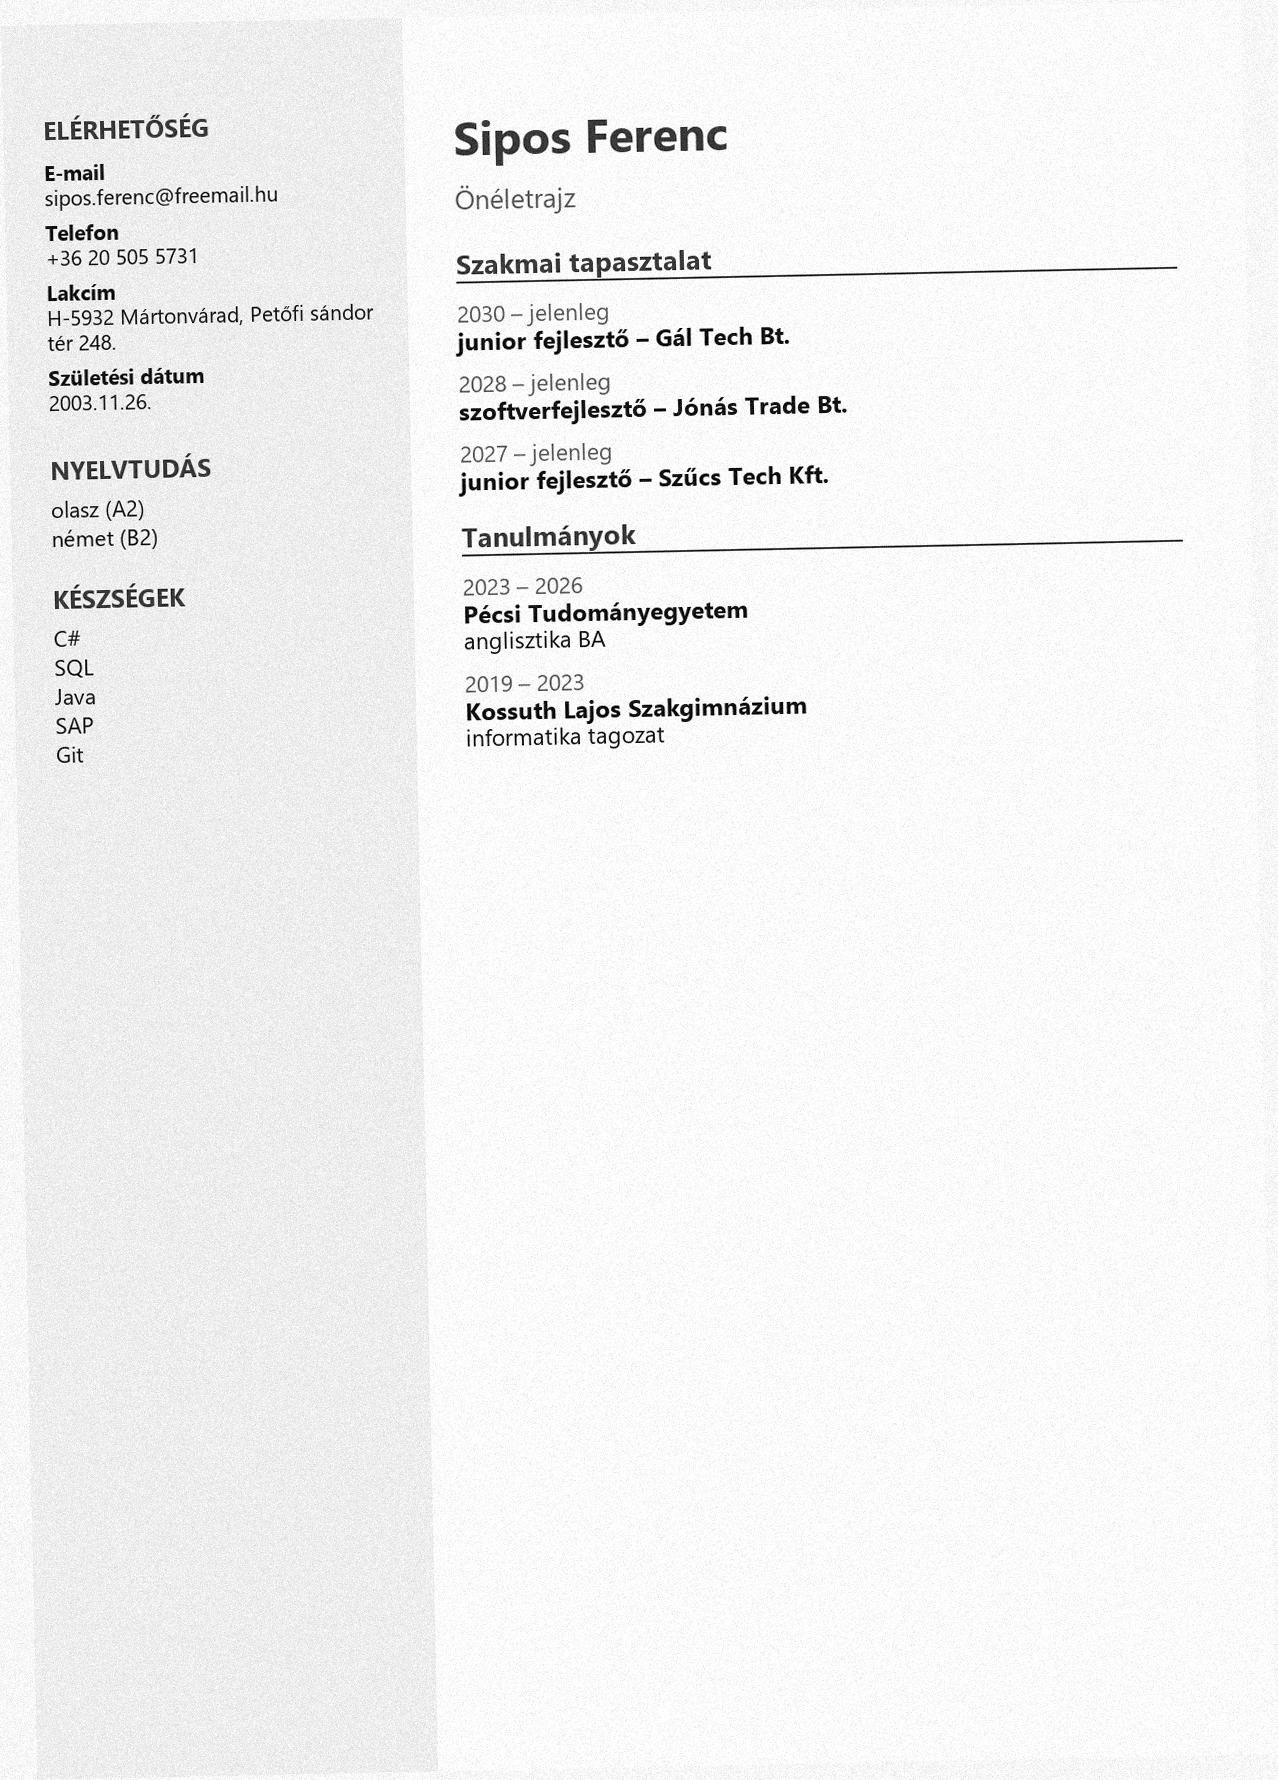 ELÉRHETŐSÉG
E-mail
sipos.ferenc@freemail.hu
Telefon
+36 20 505 5731
Lakcím
H-5932 Mártonvárad, Petőfi sándor
tér 248.
Születési dátum
2003.11.26.
NYELVTUDÁS
olasz (A2)
német (B2)
KÉSZSÉGEK
C#
SQL
Java
SAP
Git
Sipos Ferenc
Önéletrajz
Szakmai tapasztalat
2030 – jelenleg
junior fejlesztő – Gál Tech Bt.
2028 – jelenleg
szoftverfejlesztő – Jónás Trade Bt.
2027 – jelenleg
junior fejlesztő – Szűcs Tech Kft.
Tanulmányok
2023 – 2026
Pécsi Tudományegyetem
anglisztika BA
2019 – 2023
Kossuth Lajos Szakgimnázium
informatika tagozat